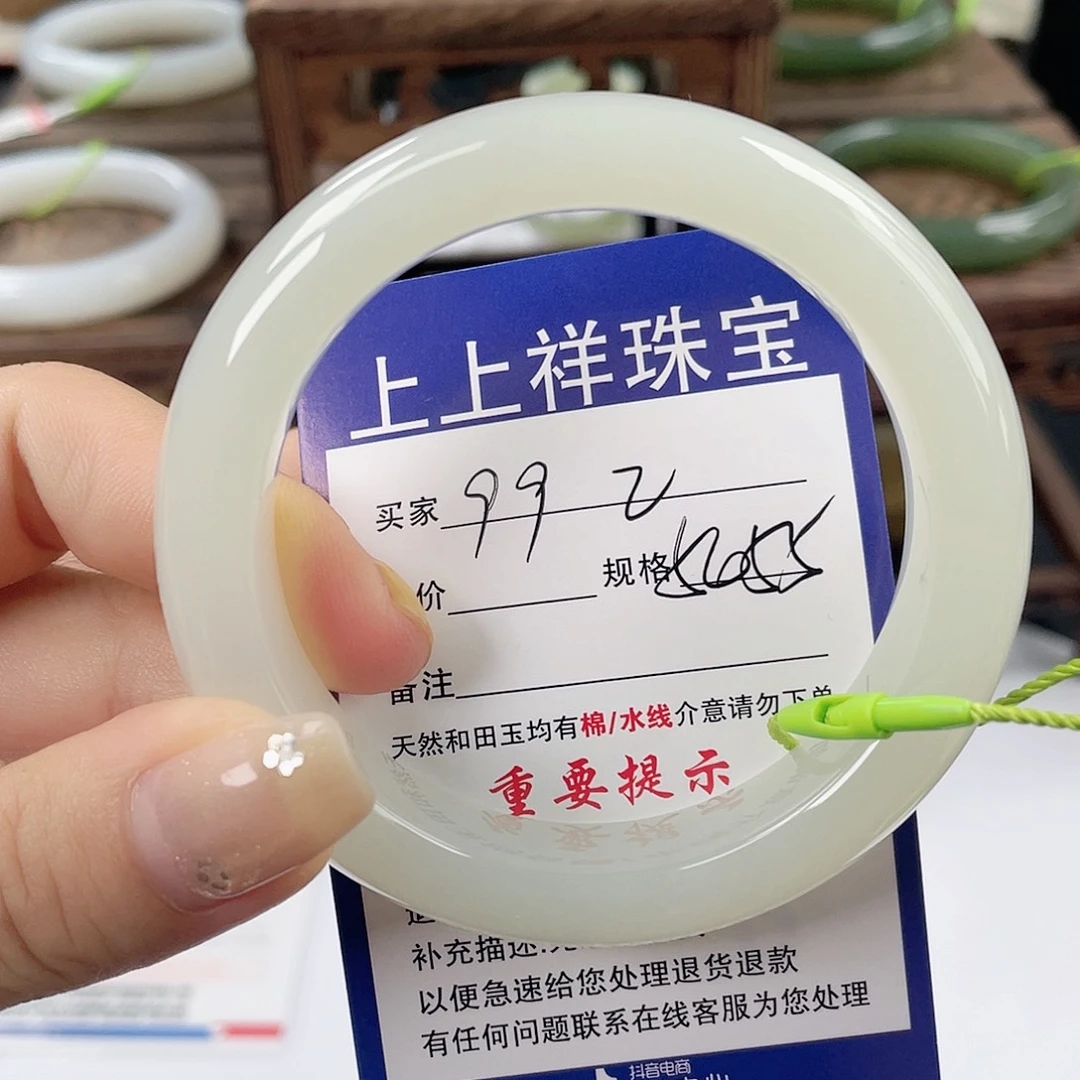 上上祥珠宝
买家 99
价 规格
备注
天然和田玉均有棉/水线介意请勿下单
重要提示
补充描述:
以便急速给您处理退货退款
有任何问题联系在线客服为您处理
抖音电商